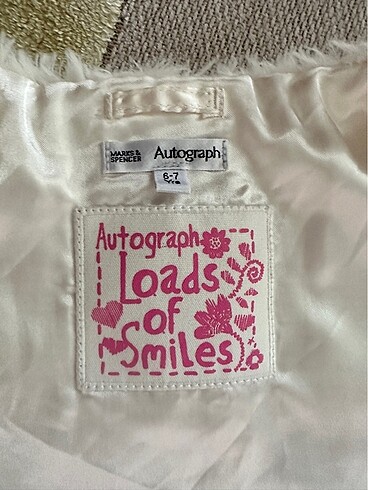 MARKS &
SPENCER Autograph
6-7
Autograph
Loads
of
Smiles